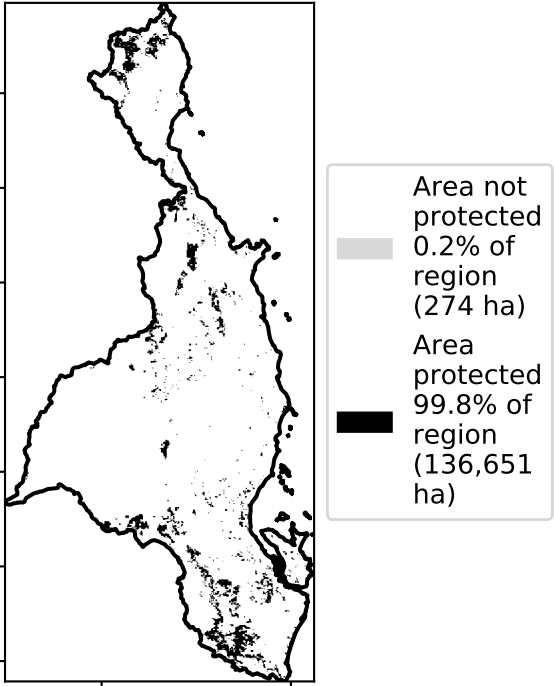 Area not
protected
0.2% of
region
(274 ha)
Area
protected
99.8% of
region
(136,651
ha)